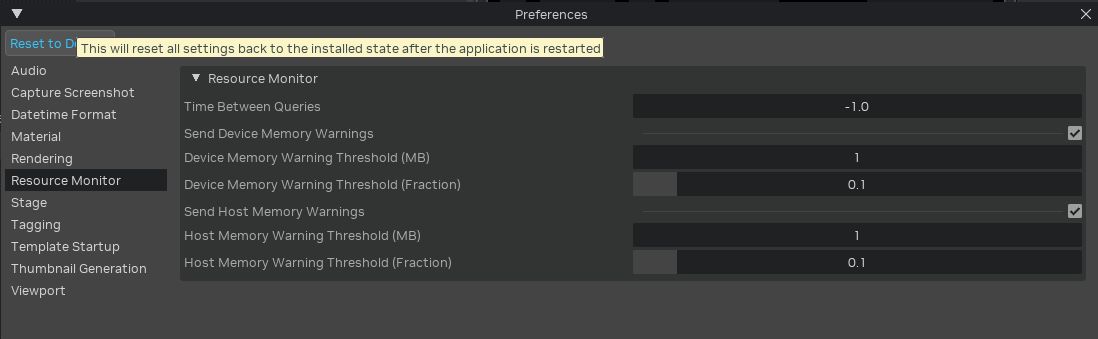 Preferences
Reset to D
This will reset all settings back to the installed state after the application is restarted
Audio
Capture Screenshot
Datetime Format
Material
Rendering
Resource Monitor
Stage
Tagging
Template Startup
Thumbnail Generation
Viewport
Resource Monitor
Time Between Queries -1.0
Send Device Memory Warnings
Device Memory Warning Threshold (MB) 1
Device Memory Warning Threshold (Fraction) 0.1
Send Host Memory Warnings
Host Memory Warning Threshold (MB) 1
Host Memory Warning Threshold (Fraction) 0.1